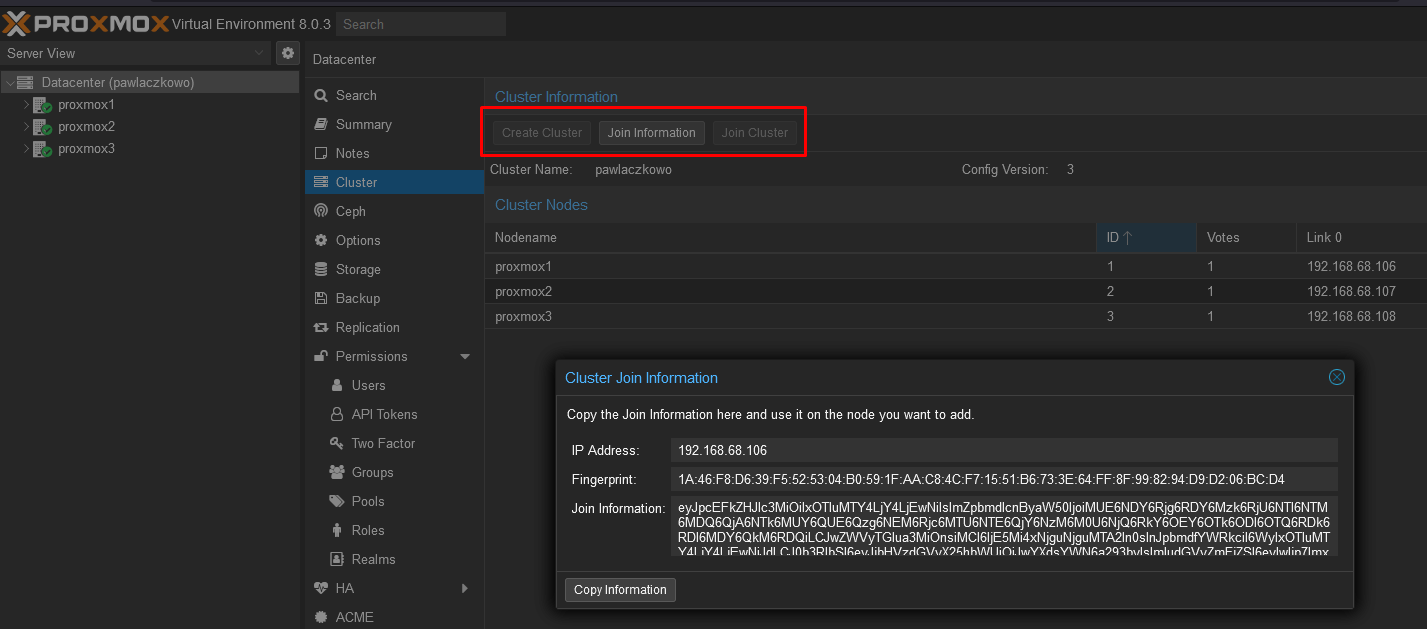 PROXMOX Virtual Environment 8.0.3 Search
Server View
Datacenter (pawlaczkowo)
proxmox1
proxmox2
proxmox3
Datacenter
Search
Summary
Notes
Cluster
Ceph
Options
Storage
Backup
Replication
Permissions
Users
API Tokens
Two Factor
Groups
Pools
Roles
Realms
HA
ACME
Cluster Information
Create Cluster Join Information Join Cluster
Cluster Name: pawlaczkowo Config Version: 3
Cluster Nodes
Nodename ID Votes Link 0
proxmox1 1 1 192.168.68.106
proxmox2 2 1 192.168.68.107
proxmox3 3 1 192.168.68.108
Cluster Join Information
Copy the Join Information here and use it on the node you want to add.
IP Address: 192.168.68.106
Fingerprint: 1A:46:F8:D6:39:F5:52:53:04:B0:59:1F:AA:C8:4C:F7:15:51:B6:73:3E:64:FF:8F:99:82:94:D9:D2:06:BC:D4
Join Information:
Copy Information